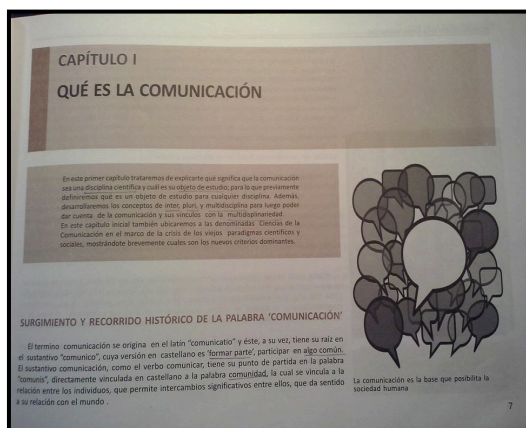 CAPÍTULO I
QUÉ ES LA COMUNICACIÓN
En este primer capítulo trataremos de explicarte qué significa que la comunicación
sea una disciplina científica y cuál es su objeto de estudio, para lo que previamente
definiremos qué es un objeto de estudio para cualquier disciplina. Además,
desarrollaremos los conceptos de inter, pluri, y multidisciplina para luego poder
dar cuenta de la comunicación y sus vínculos con la multidisplinariedad.
En este capítulo inicial también ubicaremos a las denominadas Ciencias de la
Comunicación en el marco de la crisis de los viejos paradigmas científicos y
sociales, mostrándote brevemente cuales son los nuevos criterios dominantes.
SURGIMIENTO Y RECORRIDO HISTÓRICO DE LA PALABRA 'COMUNICACIÓN'
El termino comunicación se origina en el latín "comunicatio" y éste, a su vez, tiene su raíz en
el sustantivo "comunico", cuya versión en castellano es 'formar parte', participar en algo común.
El sustantivo comunicación, como el verbo comunicar, tiene su punto de partida en la palabra
"comunis", directamente vinculada en castellano a la palabra comunidad, la cual se vincula a la
relación entre los individuos, que permite intercambios significativos entre ellos, que da sentido
a su relación con el mundo .
La comunicación es la base que posibilita la
sociedad humana
7